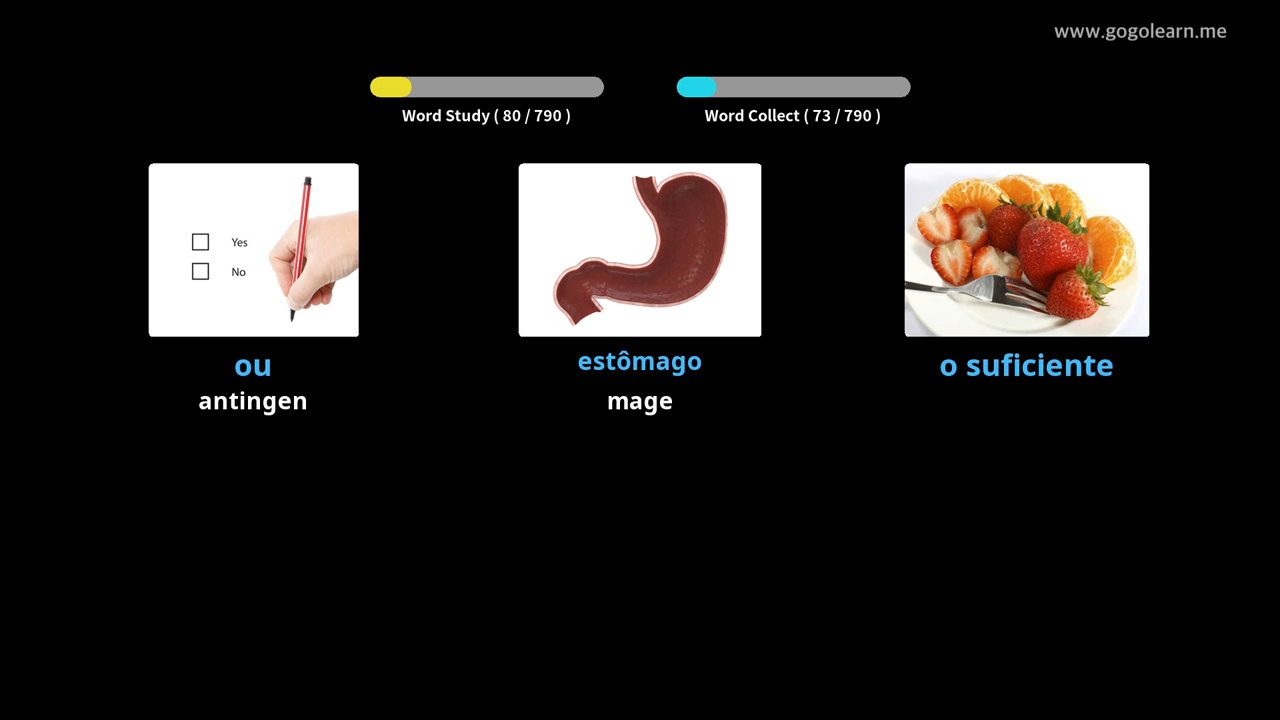 www.gogolearn.me
Word Study ( 80 / 790 )
Word Collect ( 73 / 790 )
Yes
No
ou
antingen
estômago
mage
o suficiente